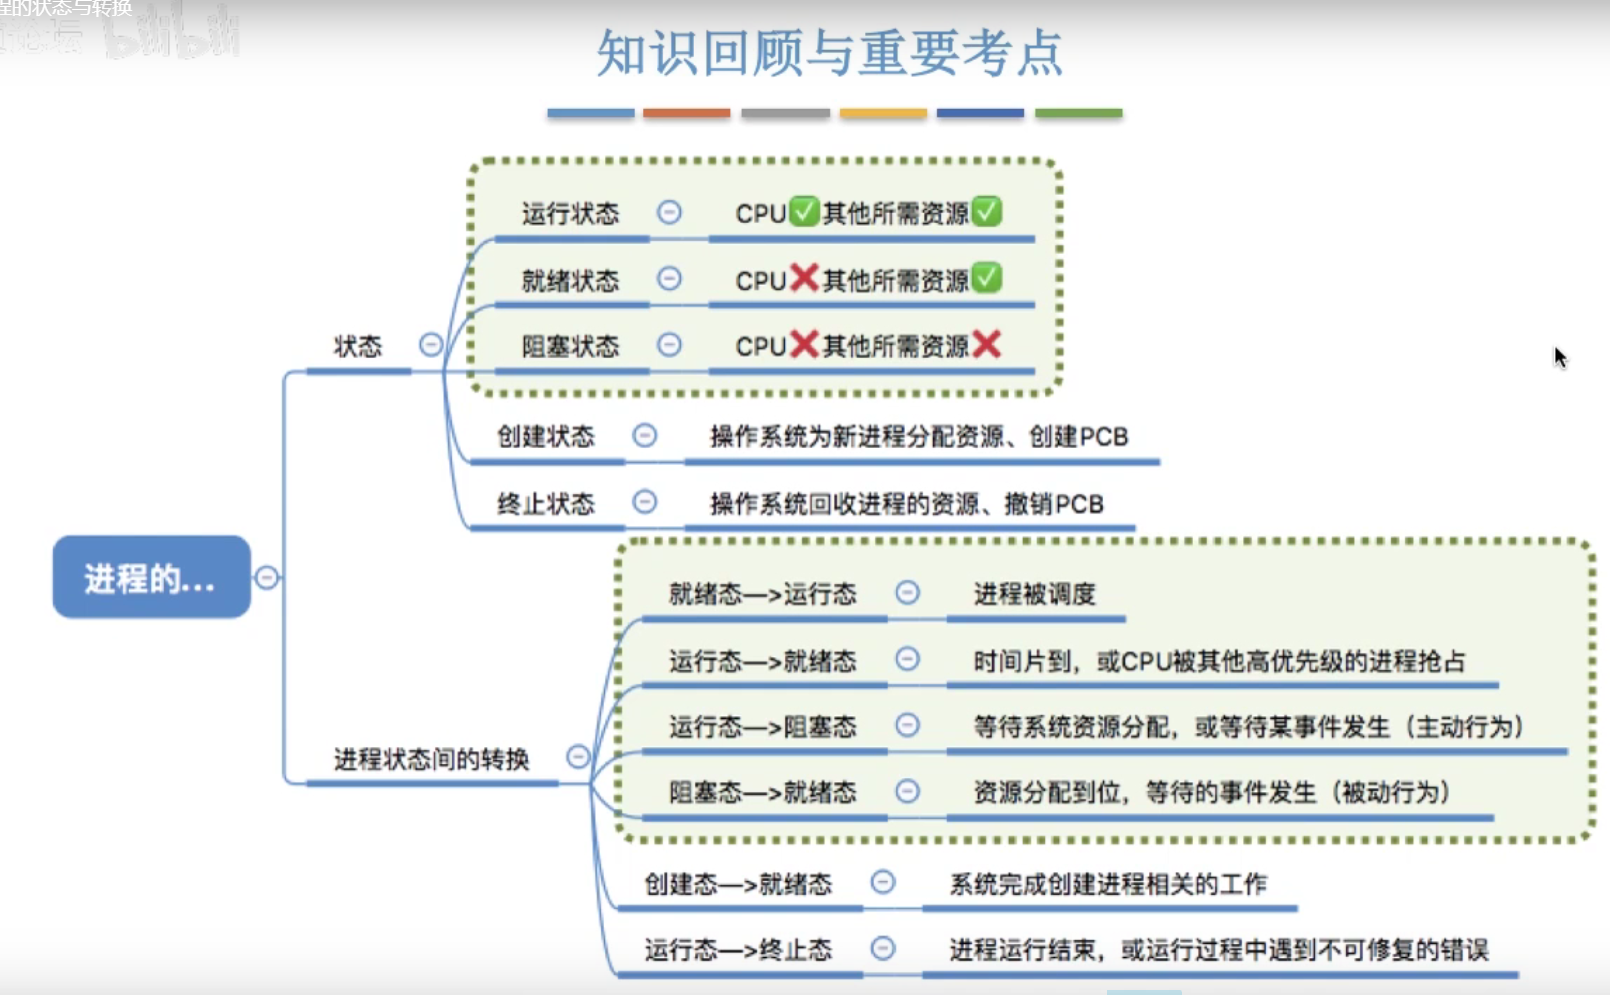 程的状态与转换
论坛 bilibili
知识回顾与重要考点
运行状态 CPU✅其他所需资源✅
就绪状态 CPU❌其他所需资源✅
阻塞状态 CPU❌其他所需资源❌
状态
创建状态 操作系统为新进程分配资源、创建PCB
终止状态 操作系统回收进程的资源、撤销PCB
进程的...
就绪态—>运行态 进程被调度
运行态—>就绪态 时间片到，或CPU被其他高优先级的进程抢占
运行态—>阻塞态 等待系统资源分配，或等待某事件发生（主动行为）
进程状态间的转换
阻塞态—>就绪态 资源分配到位，等待的事件发生（被动行为）
创建态—>就绪态 系统完成创建进程相关的工作
运行态—>终止态 进程运行结束，或运行过程中遇到不可修复的错误